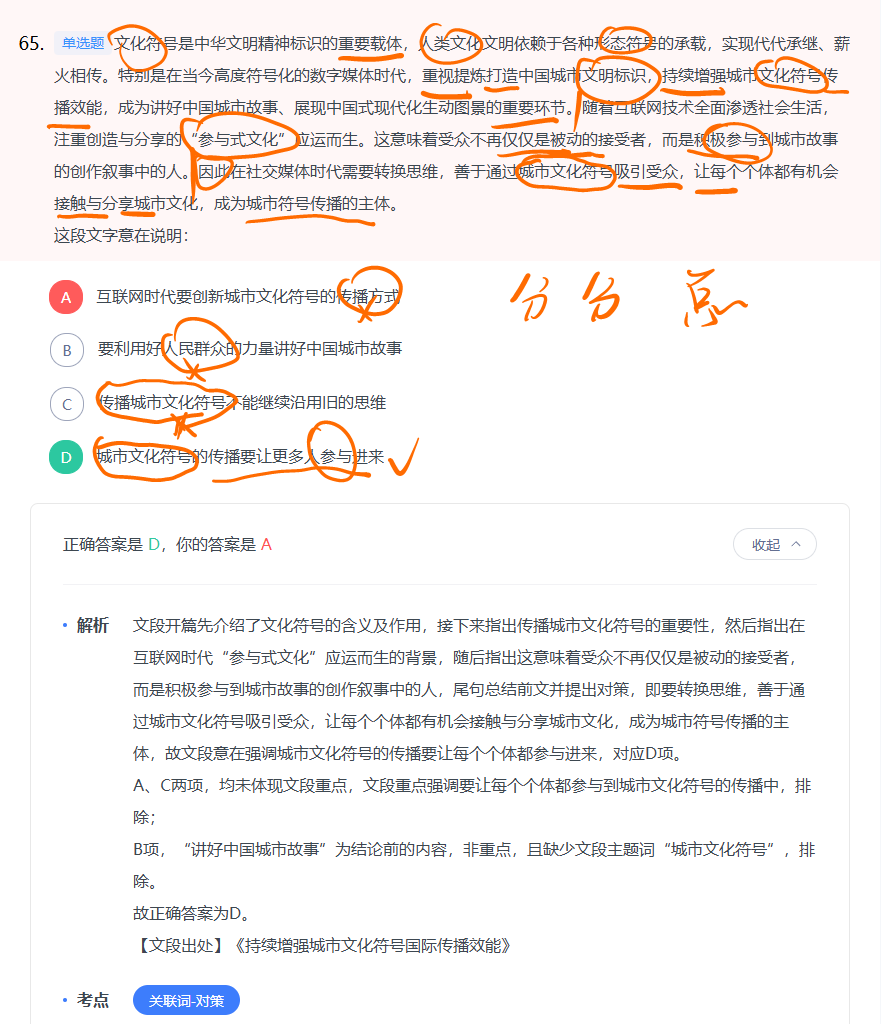 65. 单选题 文化符号是中华文明精神标识的重要载体，人类文化文明依赖于各种形态符号的承载，实现代代承继、薪
火相传。特别是在当今高度符号化的数字媒体时代，重视提炼打造中国城市文明标识，持续增强城市文化符号传
播效能，成为讲好中国城市故事、展现中国式现代化生动图景的重要环节。随着互联网技术全面渗透社会生活，
注重创造与分享的“参与式文化”应运而生。这意味着受众不再仅仅是被动的接受者，而是积极参与到城市故事
的创作叙事中的人。因此在社交媒体时代需要转换思维，善于通过城市文化符号吸引受众，让每个个体都有机会
接触与分享城市文化，成为城市符号传播的主体。
这段文字意在说明：
A 互联网时代要创新城市文化符号的传播方式
分 分 总
B 要利用好人民群众的力量讲好中国城市故事
C 传播城市文化符号不能继续沿用旧的思维
D 城市文化符号的传播要让更多人参与进来
正确答案是 D，你的答案是 A
收起
解析 文段开篇先介绍了文化符号的含义及作用，接下来指出传播城市文化符号的重要性，然后指出在
互联网时代“参与式文化”应运而生的背景，随后指出这意味着受众不再仅仅是被动的接受者，
而是积极参与到城市故事的创作叙事中的人，尾句总结前文并提出对策，即要转换思维，善于通
过城市文化符号吸引受众，让每个个体都有机会接触与分享城市文化，成为城市符号传播的主
体，故文段意在强调城市文化符号的传播要让每个个体都参与进来，对应D项。
A、C两项，均未体现文段重点，文段重点强调要让每个个体都参与到城市文化符号的传播中，排
除；
B项，“讲好中国城市故事”为结论前的内容，非重点，且缺少文段主题词“城市文化符号”，排
除。
故正确答案为D。
【文段出处】《持续增强城市文化符号国际传播效能》
考点 关联词-对策